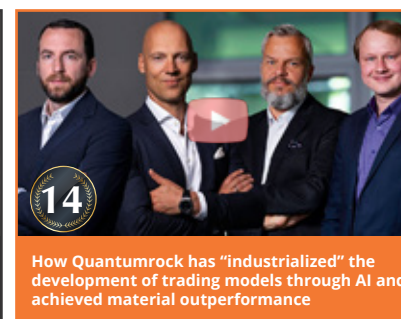 14
How Quantumrock has “industrialized” the
development of trading models through AI and
achieved material outperformance